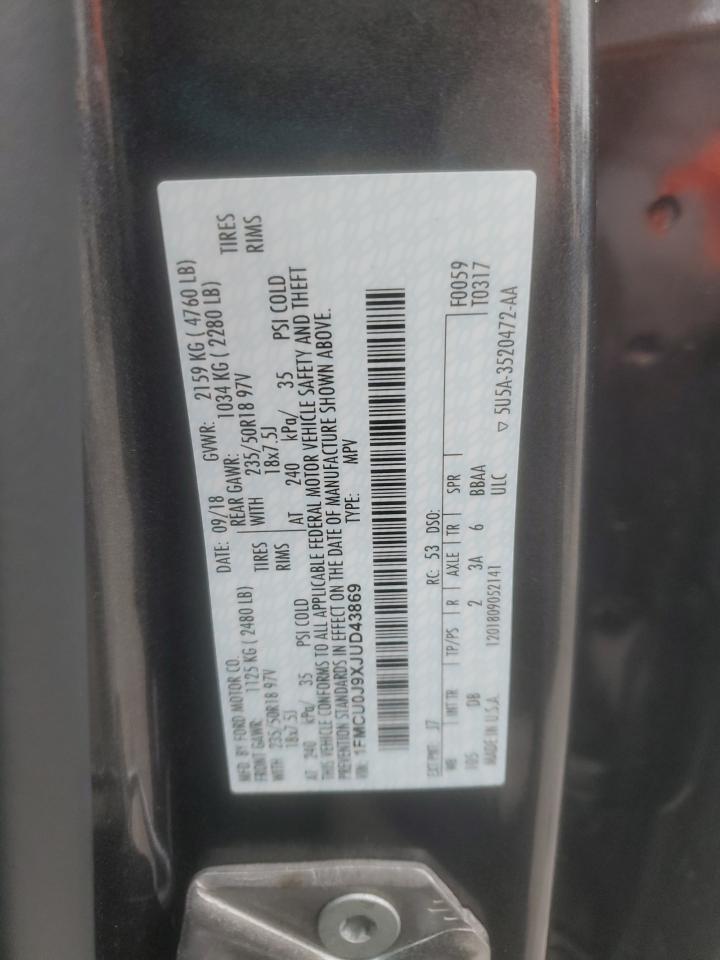 MFD. BY FORD MOTOR CO. DATE: 09/18 GVWR: 2159 KG ( 4760 LB)
FRONT GAWR: 1125 KG ( 2480 LB) REAR GAWR: 1034 KG ( 2280 LB)
WITH 235/50R18 97V TIRES WITH 235/50R18 97V TIRES
18x7.5J RIMS 18x7.5J RIMS
AT 240 kPa/ 35 PSI COLD AT 240 kPa/ 35 PSI COLD
THIS VEHICLE CONFORMS TO ALL APPLICABLE FEDERAL MOTOR VEHICLE SAFETY AND THEFT
PREVENTION STANDARDS IN EFFECT ON THE DATE OF MANUFACTURE SHOWN ABOVE.
VIN: 1FMCU0J9XJUD43869 TYPE: MPV
EXT PNT: J7 RC: 53 DSO: F0059
WB INT TR TP/PS R AXLE TR SPR T0317
105 DB 2 3A 6 BBAA
MADE IN U.S.A. 1201809052141 ULC ▽ 5U5A-3520472-AA